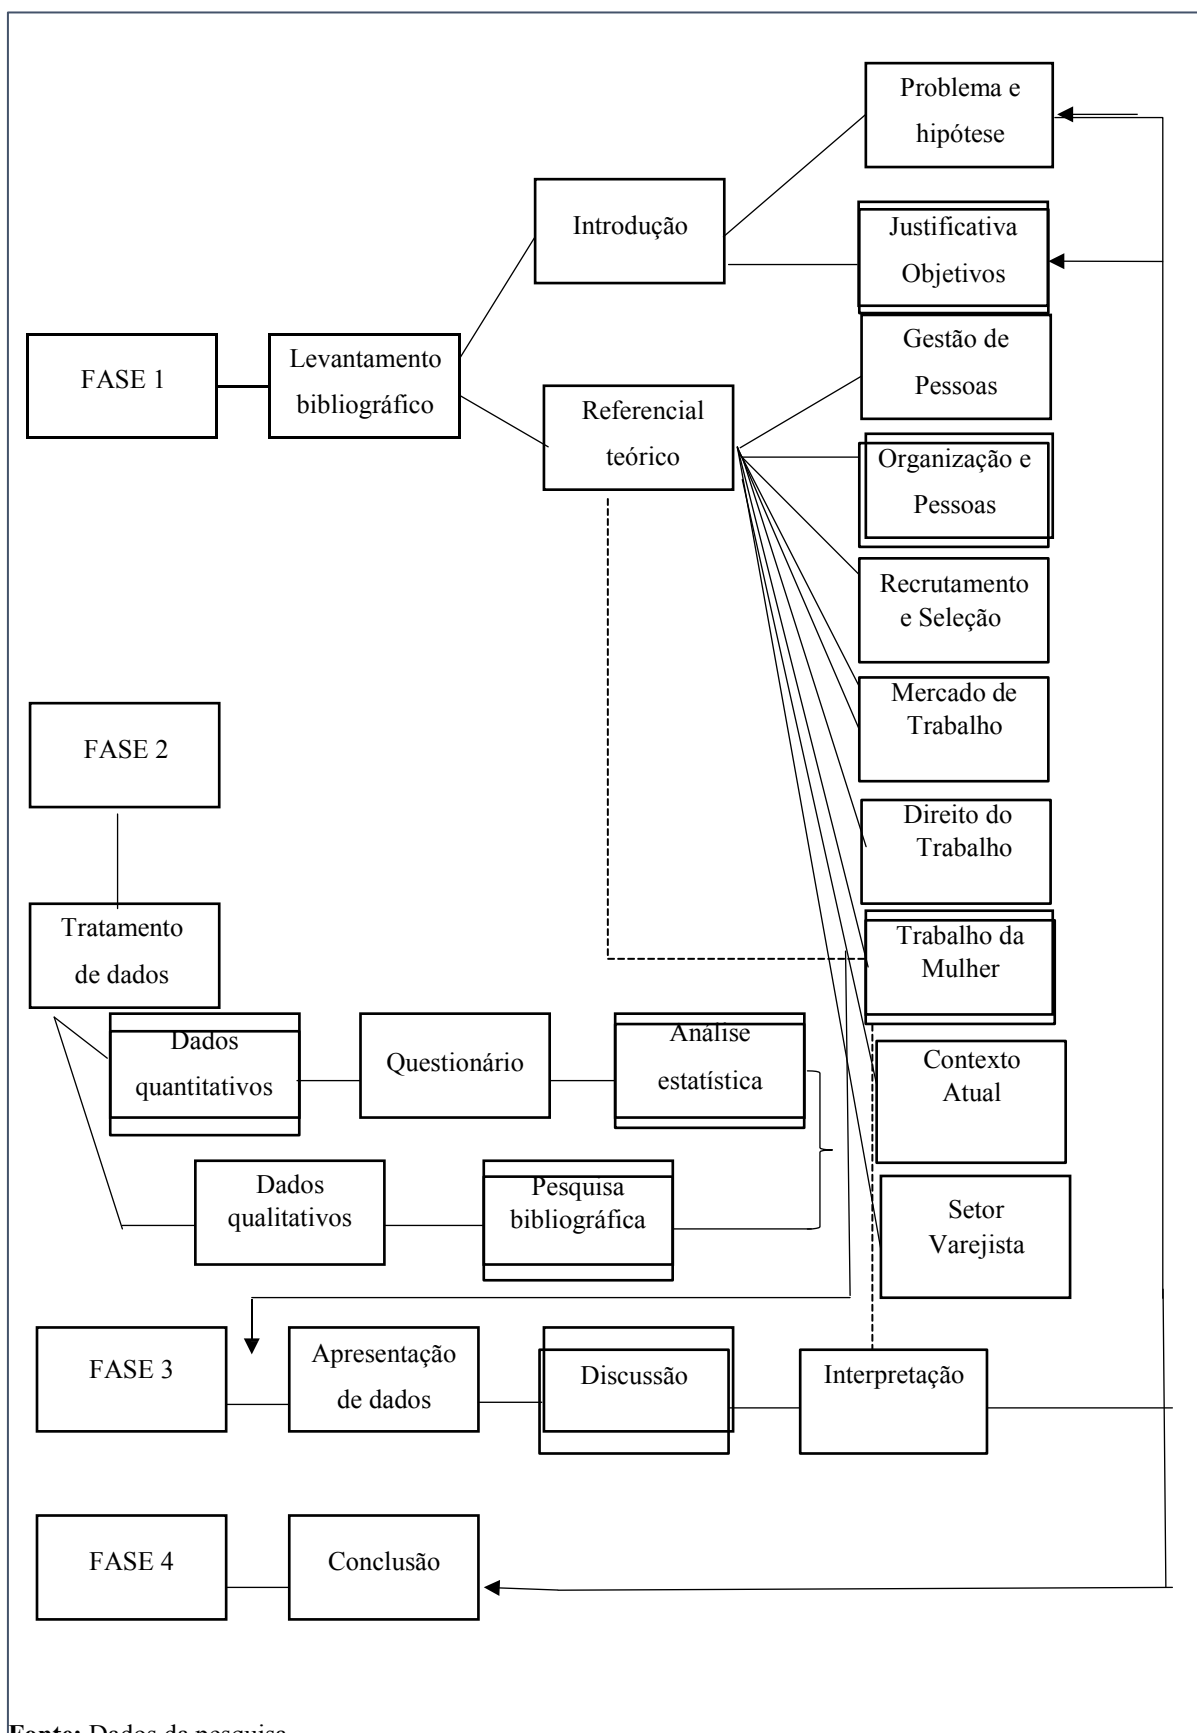 Problema e
hipótese
Introdução
Justificativa
Objetivos
FASE 1
Levantamento
bibliográfico
Referencial
teórico
Gestão de
Pessoas
Organização e
Pessoas
Recrutamento
e Seleção
Mercado de
Trabalho
Direito do
Trabalho
Trabalho da
Mulher
Contexto
Atual
Setor
Varejista
FASE 2
Tratamento
de dados
Dados
quantitativos
Questionário
Análise
estatística
Dados
qualitativos
Pesquisa
bibliográfica
FASE 3
Apresentação
de dados
Discussão
Interpretação
FASE 4
Conclusão
Fonte: Dados da pesquisa